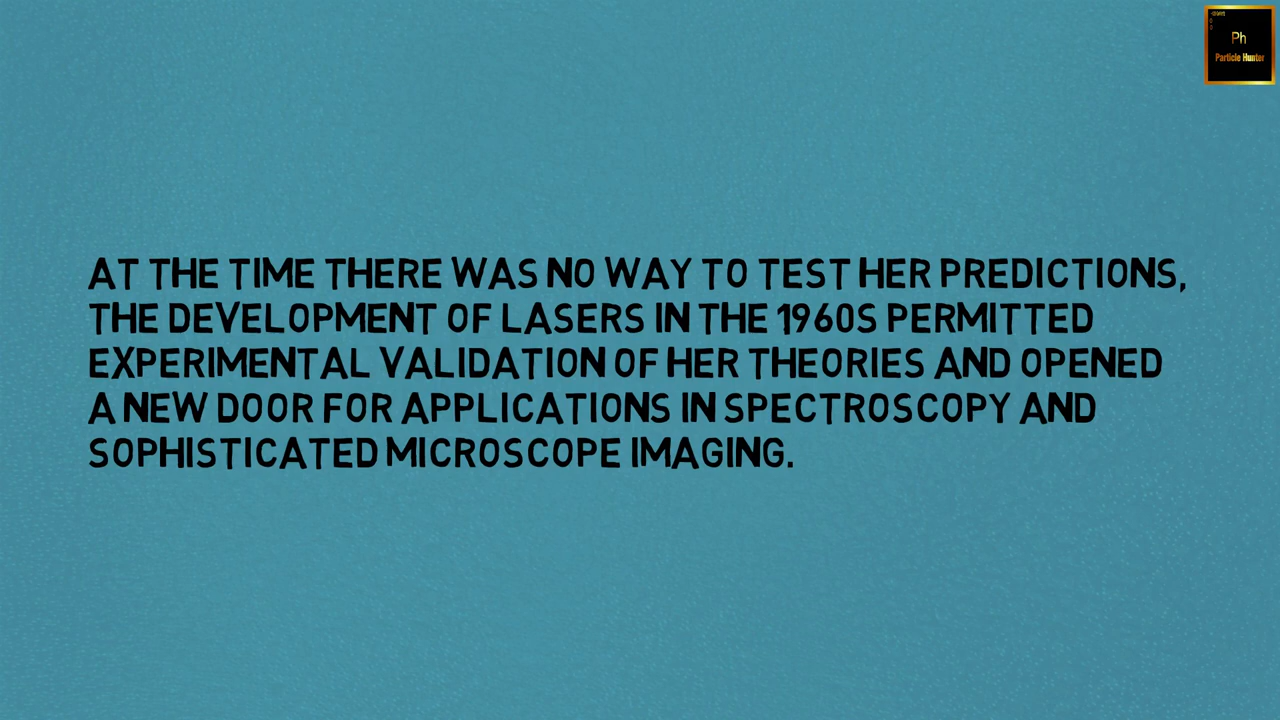 Ph
Particle Hunter
AT THE TIME THERE WAS NO WAY TO TEST HER PREDICTIONS,
THE DEVELOPMENT OF LASERS IN THE 1960S PERMITTED
EXPERIMENTAL VALIDATION OF HER THEORIES AND OPENED
A NEW DOOR FOR APPLICATIONS IN SPECTROSCOPY AND
SOPHISTICATED MICROSCOPE IMAGING.